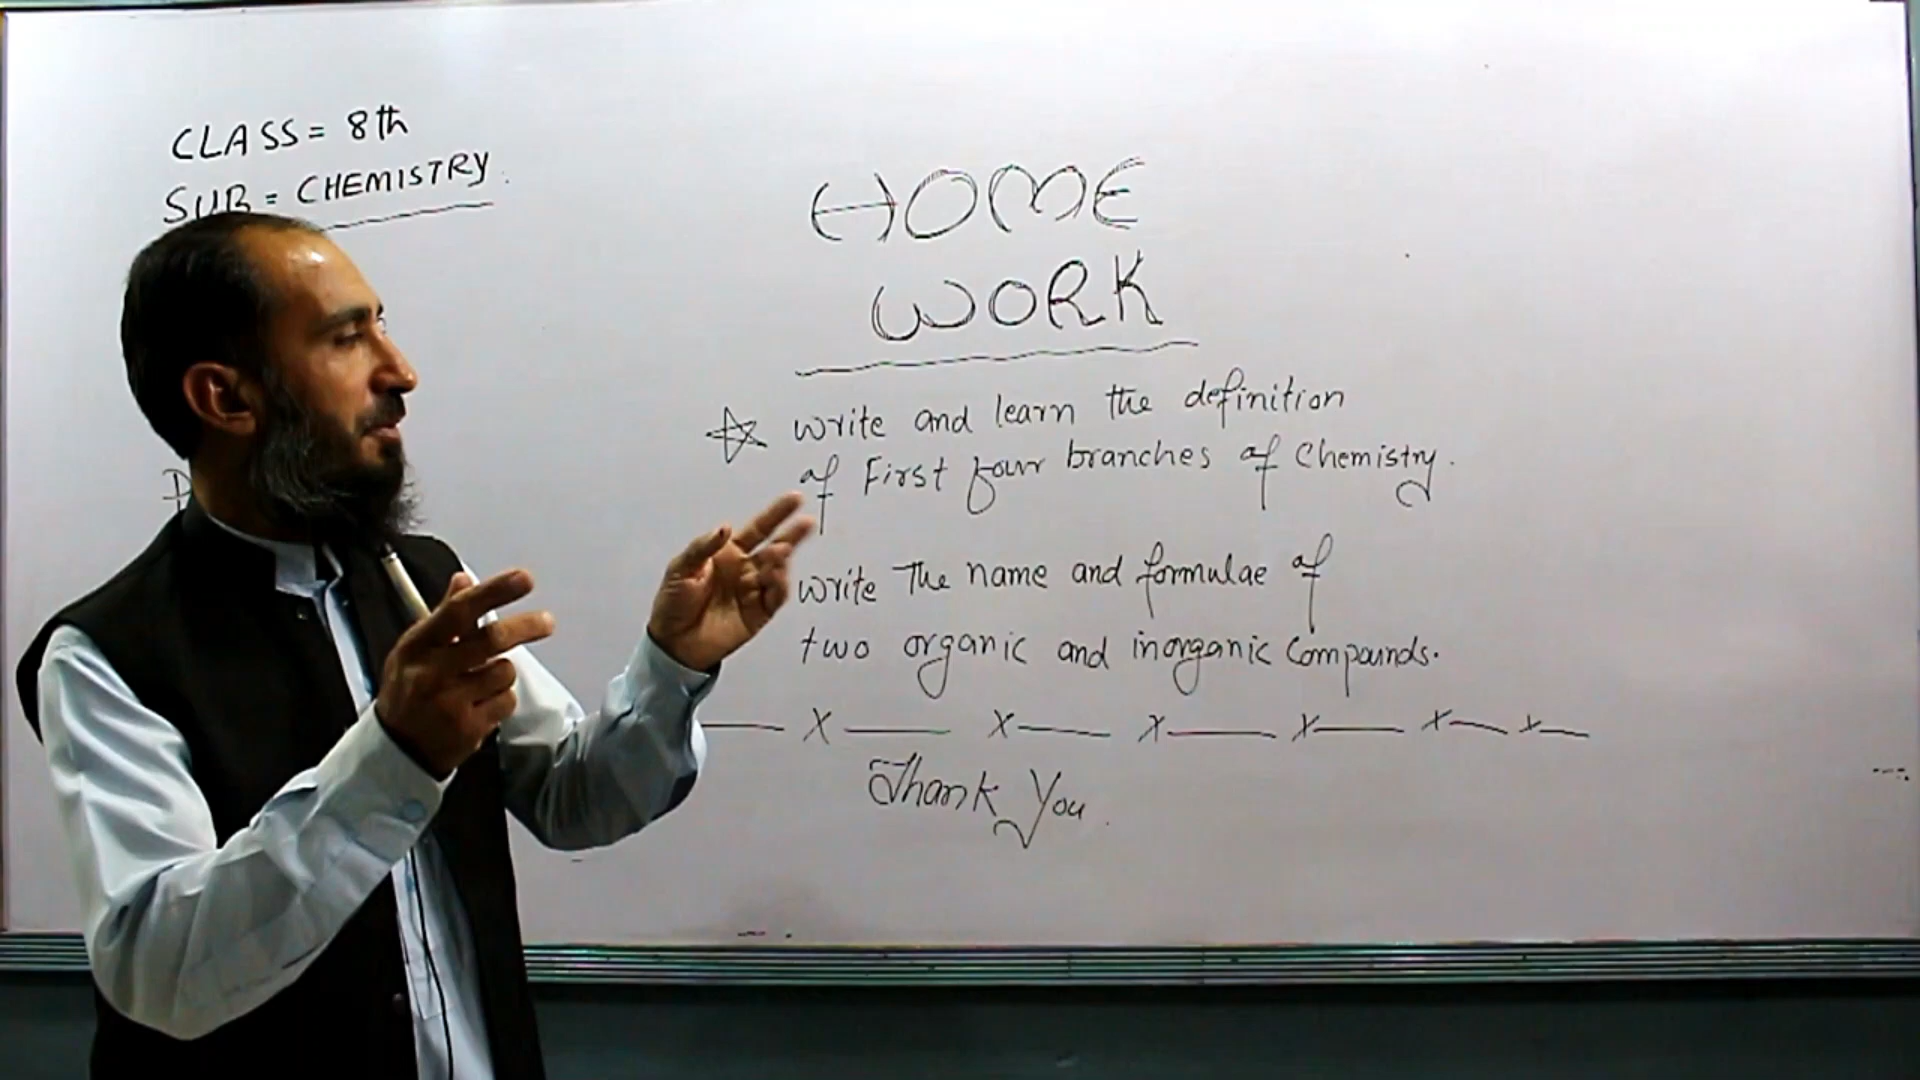 CLASS = 8th
SUB = CHEMISTRY.
HOME
WORK
write and learn the definition
of First four branches of Chemistry.
write The name and formulae of
two organic and inorganic Compounds.
X X X X X X
Thank You